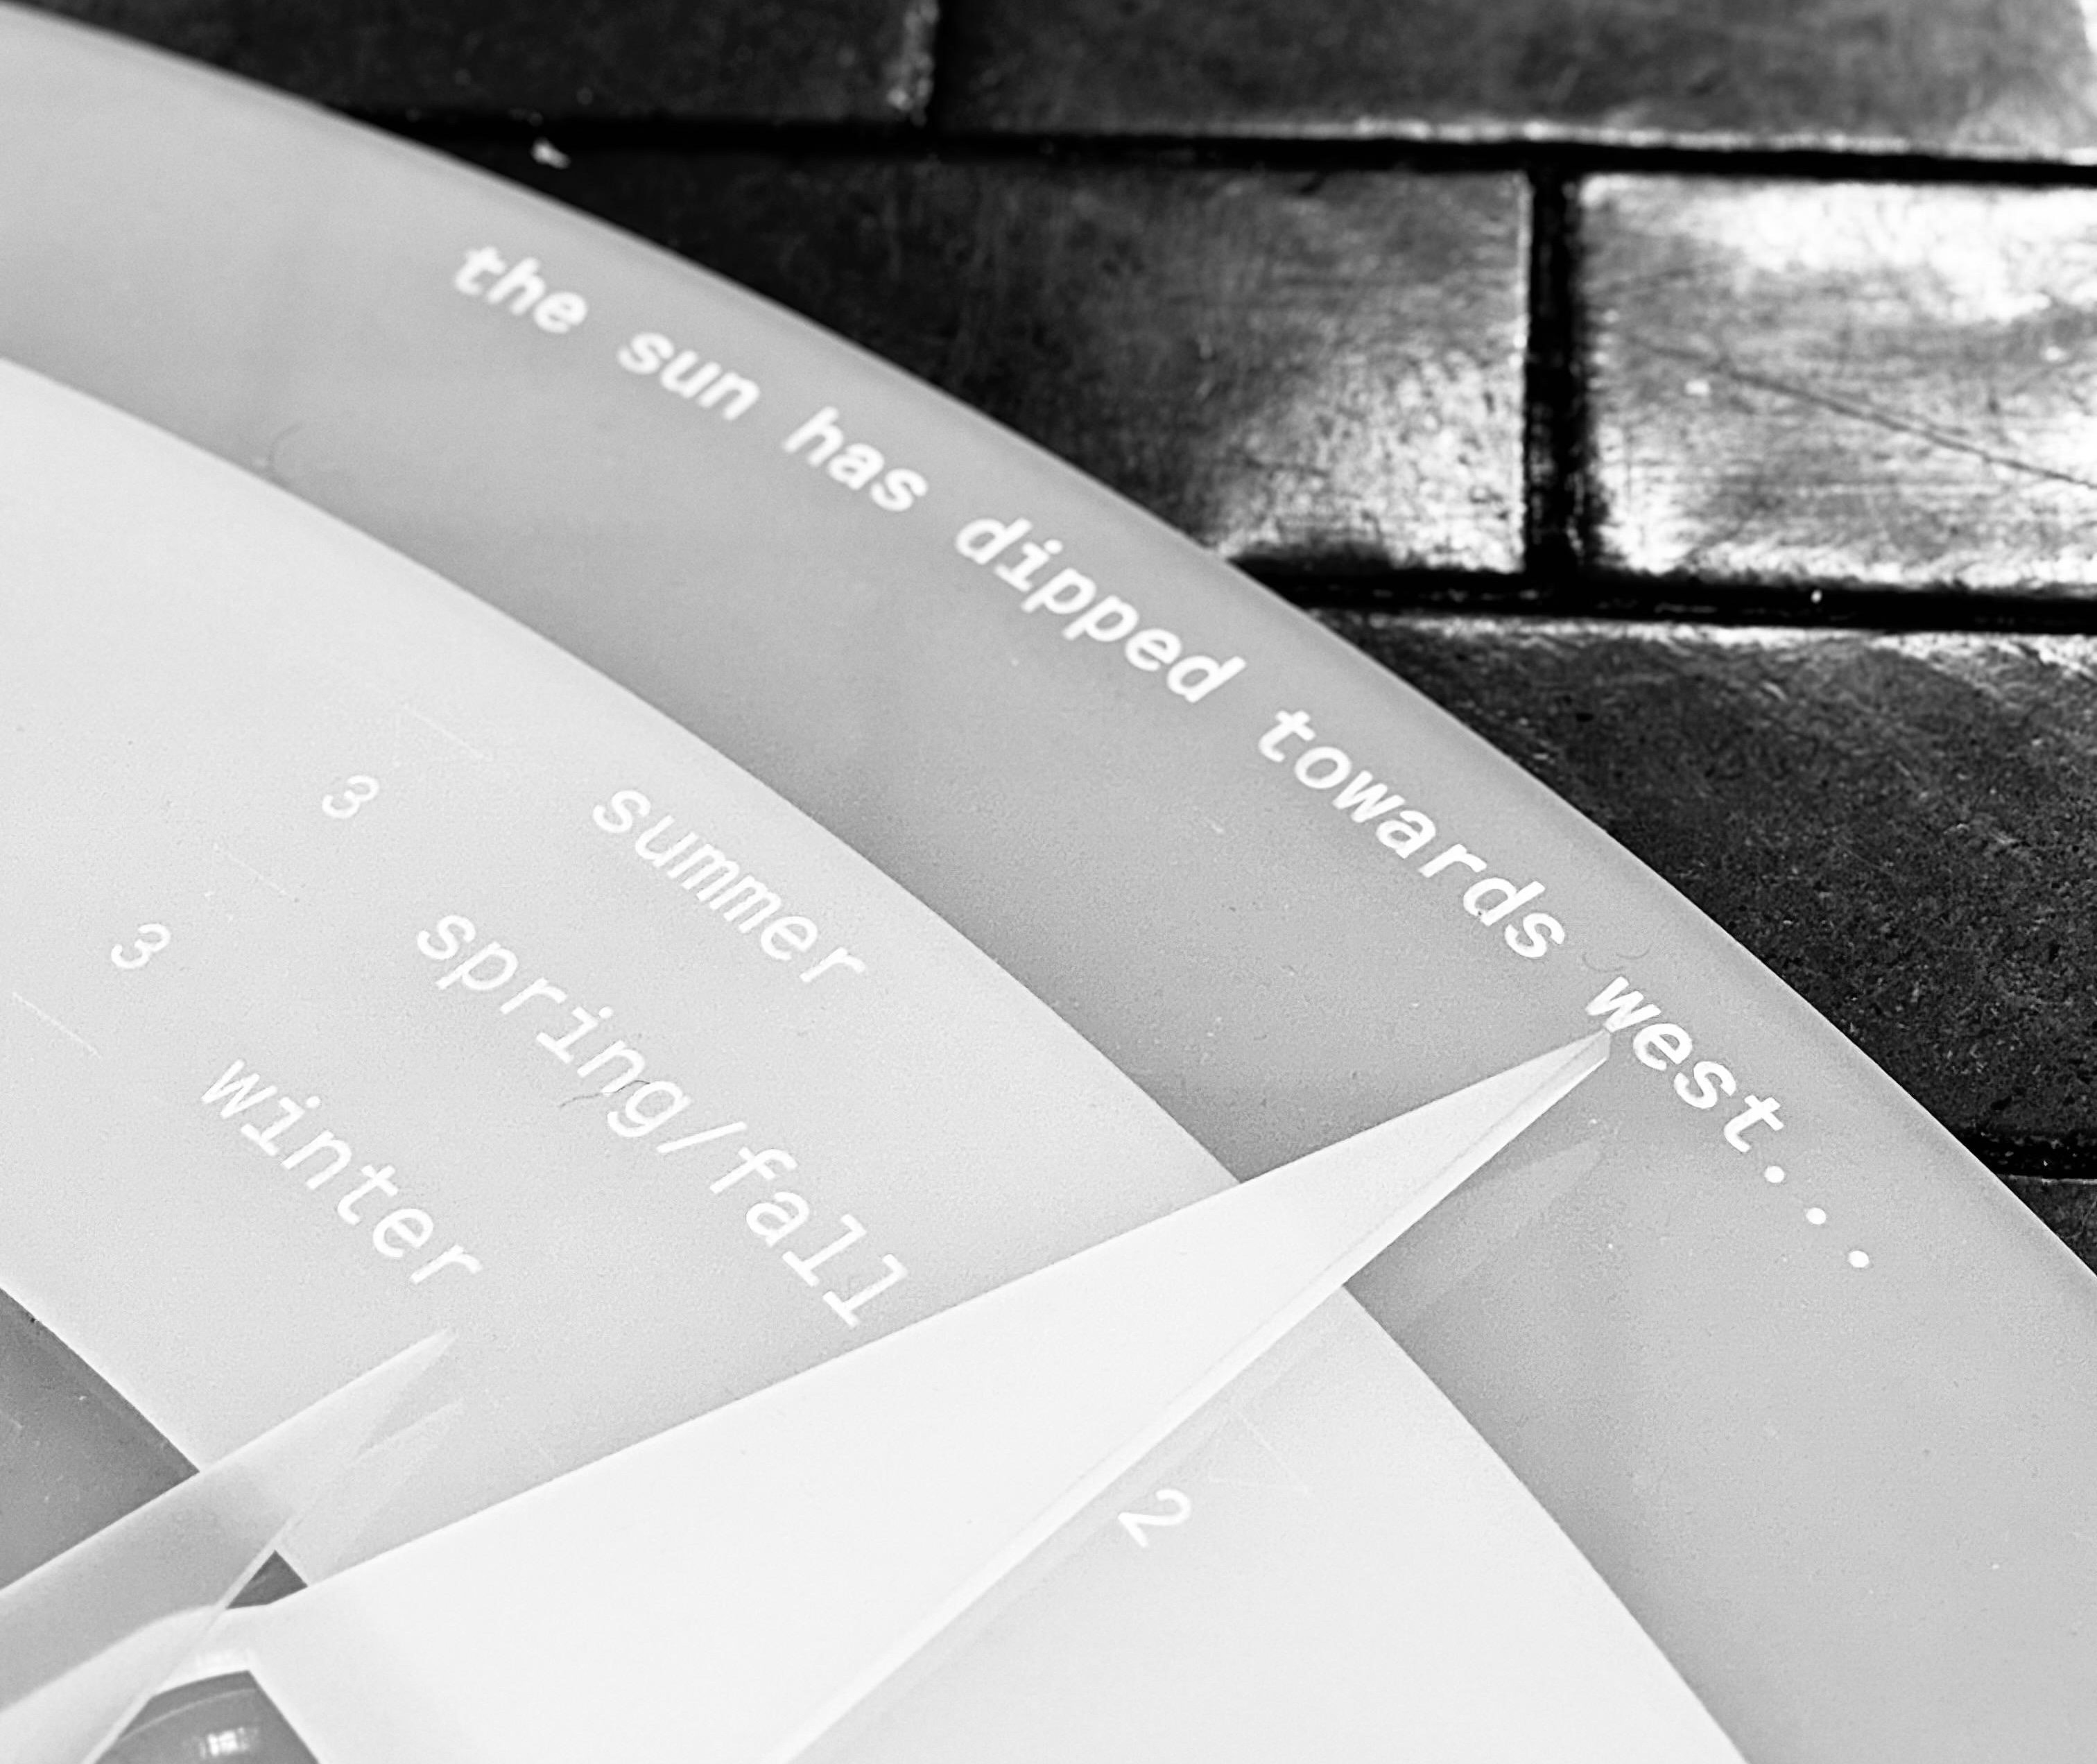 the sun has dipped towards west...
3
summer
3
spring/fall
winter
2